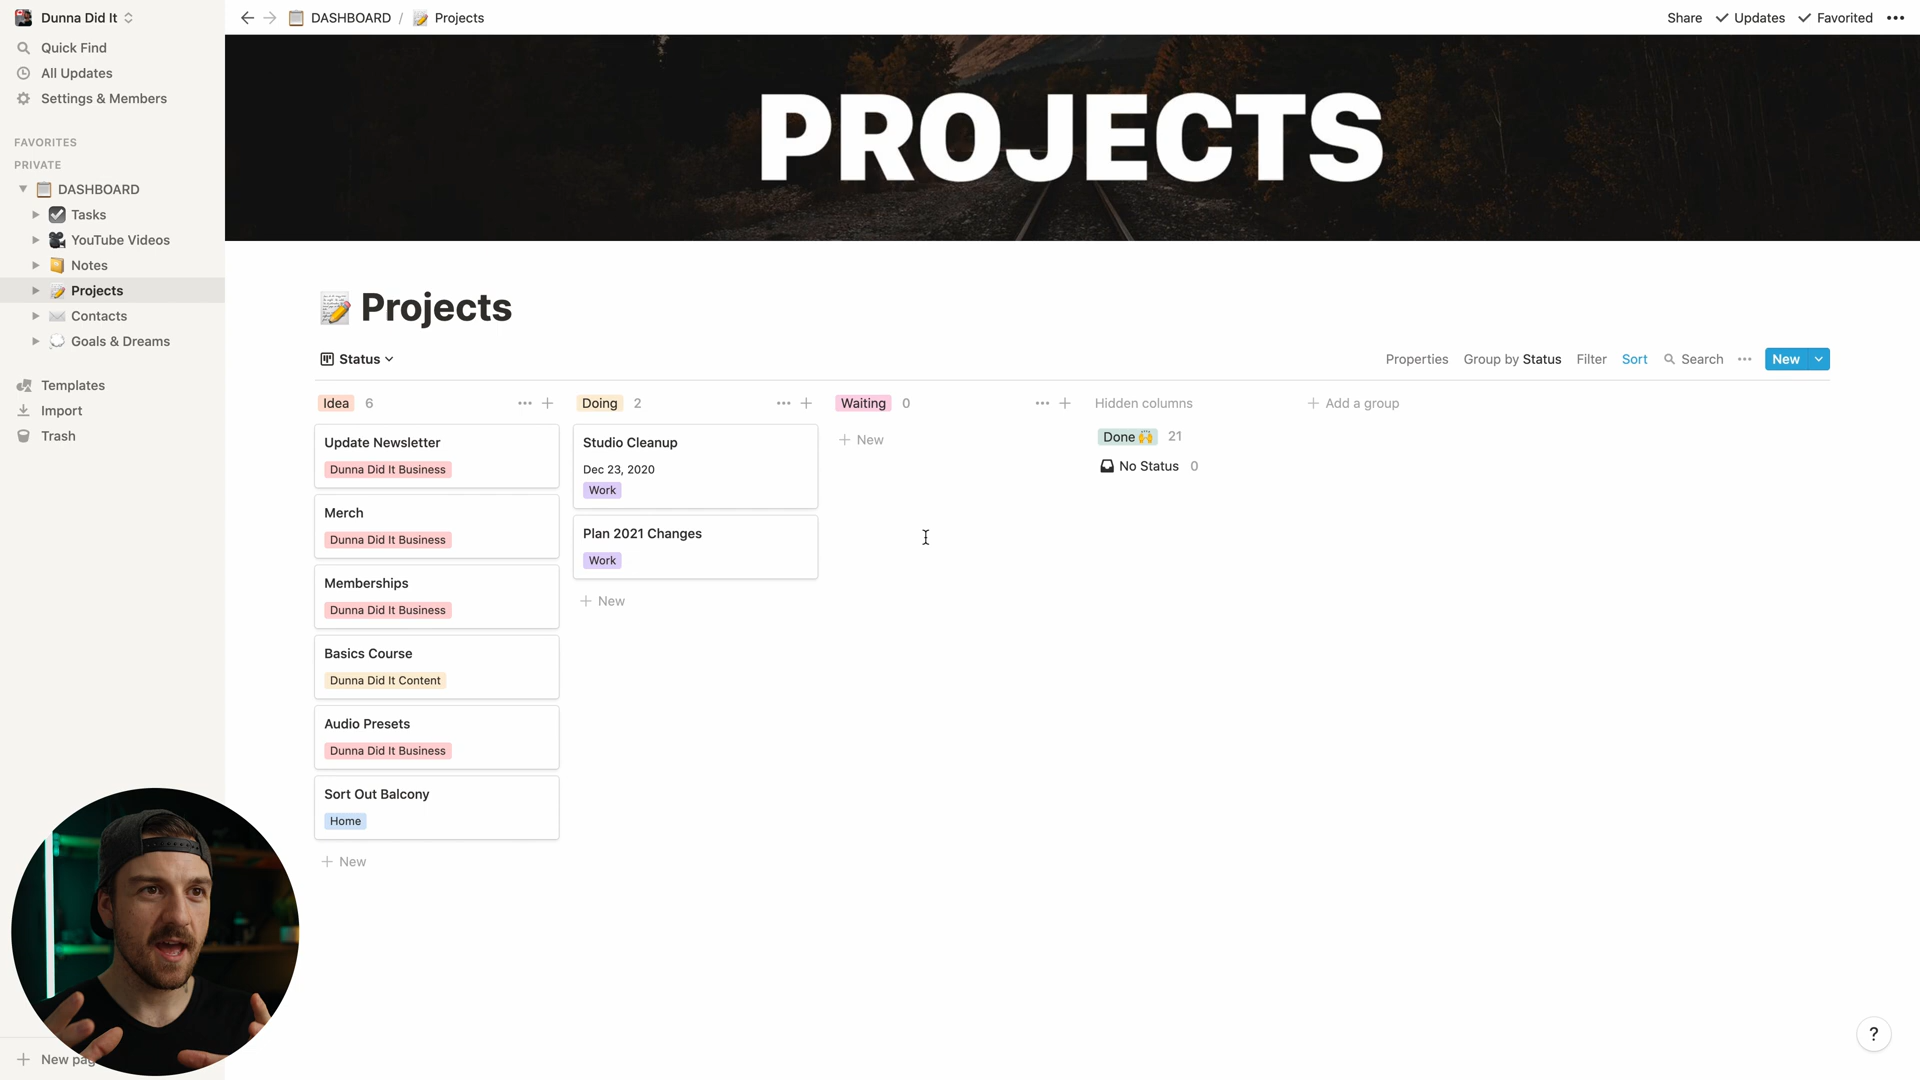 Dunna Did It
Quick Find
All Updates
Settings & Members
FAVORITES
PRIVATE
DASHBOARD
Tasks
YouTube Videos
Notes
Projects
Contacts
Goals & Dreams
Templates
Import
Trash
New pag
DASHBOARD / Projects
Share Updates Favorited
PROJECTS
Projects
Status
Properties Group by Status Filter Sort Search New
Idea 6
Update Newsletter
Dunna Did It Business
Merch
Dunna Did It Business
Memberships
Dunna Did It Business
Basics Course
Dunna Did It Content
Audio Presets
Dunna Did It Business
Sort Out Balcony
Home
+ New
Doing 2
Studio Cleanup
Dec 23, 2020
Work
Plan 2021 Changes
Work
+ New
Waiting 0
+ New
Hidden columns
Done 🙌 21
No Status 0
+ Add a group
?